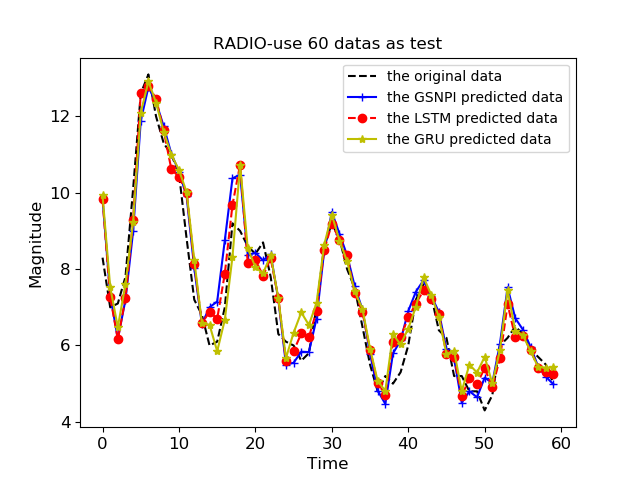 RADIO-use 60 datas as test
the original data
the GSNPI predicted data
the LSTM predicted data
the GRU predicted data
Magnitude
12
10
8
6
4
0 10 20 30 40 50 60
Time